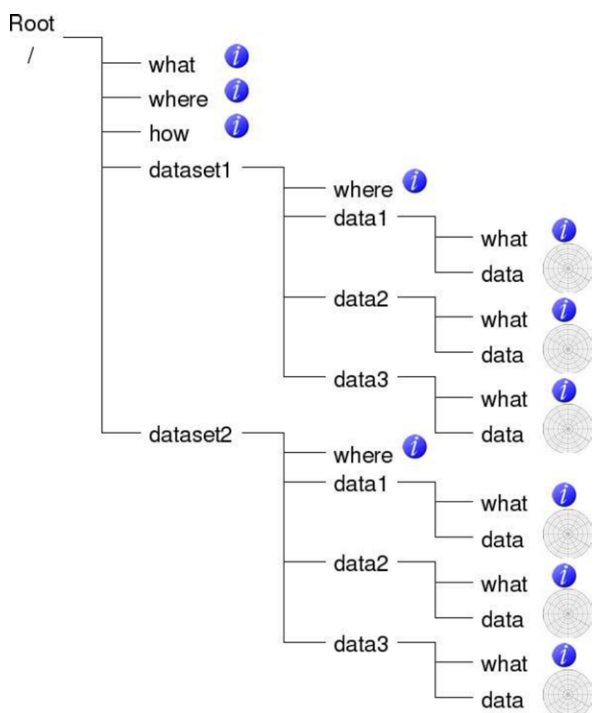 Root
/
what i
where i
how i
dataset1
where i
data1
what i
data
data2
what i
data
data3
what i
data
dataset2
where i
data1
what i
data
data2
what i
data
data3
what i
data